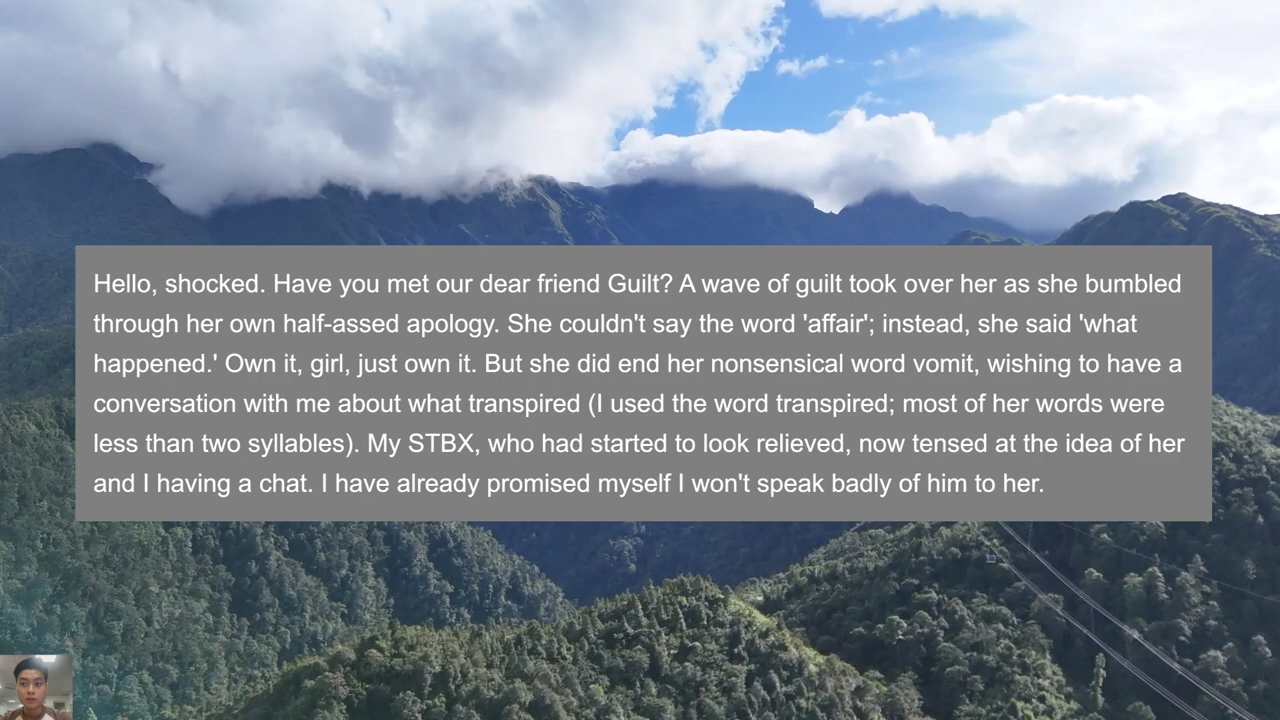 Hello, shocked. Have you met our dear friend Guilt? A wave of guilt took over her as she bumbled
through her own half-assed apology. She couldn't say the word 'affair'; instead, she said 'what
happened.' Own it, girl, just own it. But she did end her nonsensical word vomit, wishing to have a
conversation with me about what transpired (I used the word transpired; most of her words were
less than two syllables). My STBX, who had started to look relieved, now tensed at the idea of her
and I having a chat. I have already promised myself I won't speak badly of him to her.